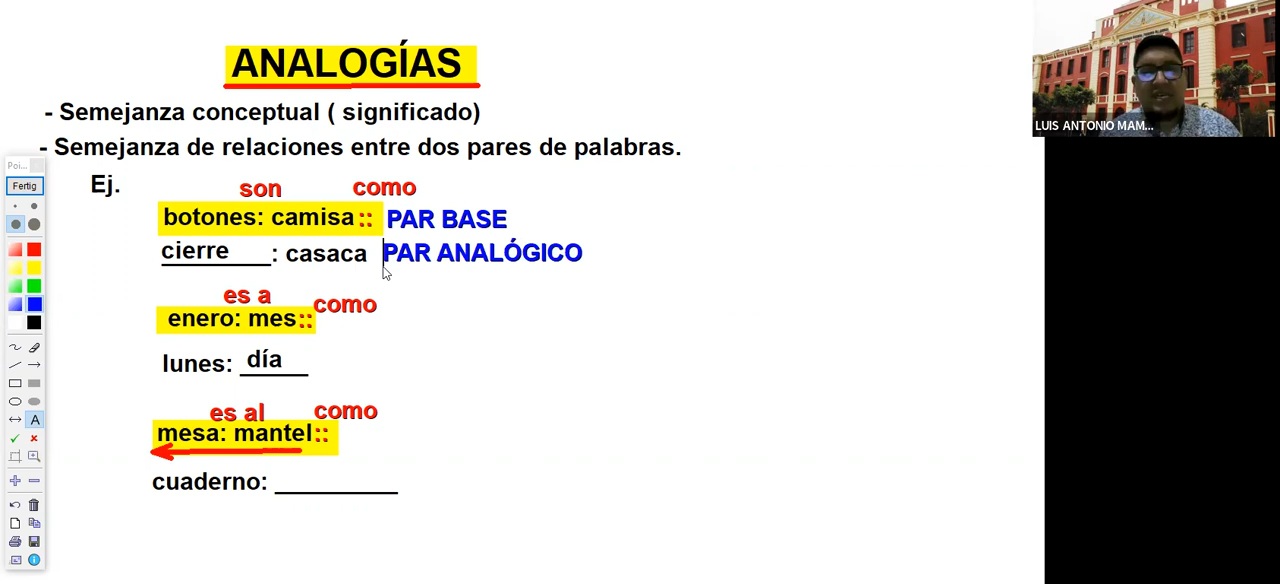 ANALOGÍAS
- Semejanza conceptual ( significado)
- Semejanza de relaciones entre dos pares de palabras.
Ej.
son como
botones: camisa:: PAR BASE
cierre : casaca PAR ANALÓGICO
es a como
enero: mes::
lunes: día
es al como
mesa: mantel::
cuaderno: __________
Poi...
Fertig
A
LUIS ANTONIO MAM...